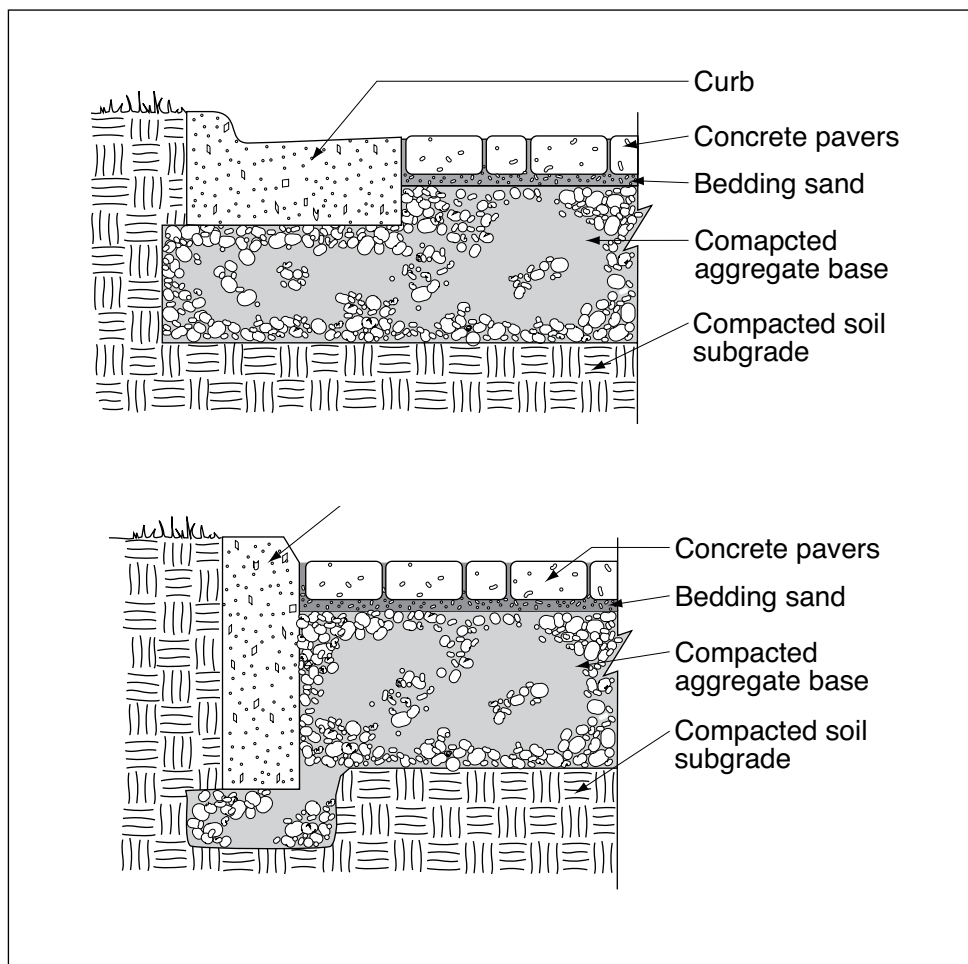 Curb
Concrete pavers
Bedding sand
Comapcted
aggregate base
Compacted soil
subgrade
Concrete pavers
Bedding sand
Compacted
aggregate base
Compacted soil
subgrade